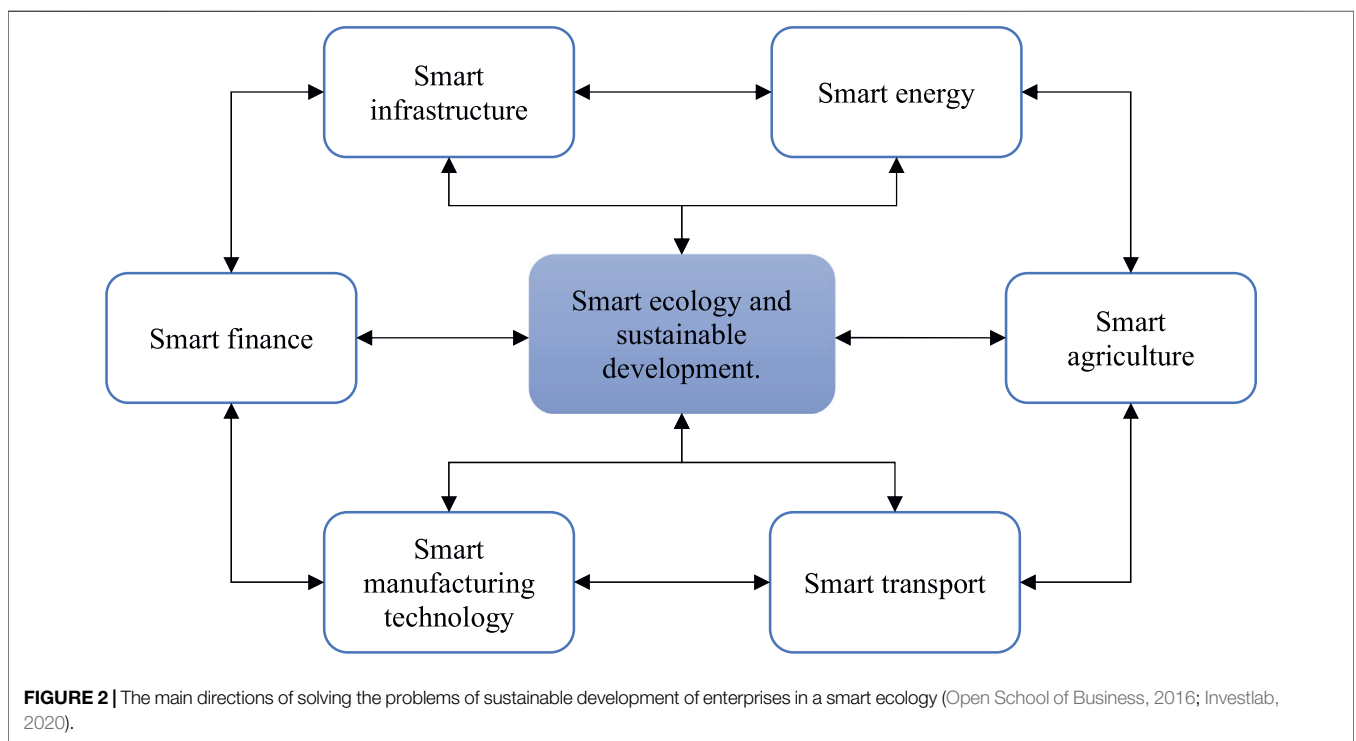 Smart
infrastructure
Smart energy
Smart finance
Smart ecology and
sustainable
development.
Smart
agriculture
Smart
manufacturing
technology
Smart transport
FIGURE 2 | The main directions of solving the problems of sustainable development of enterprises in a smart ecology (Open School of Business, 2016; Investlab,
2020).